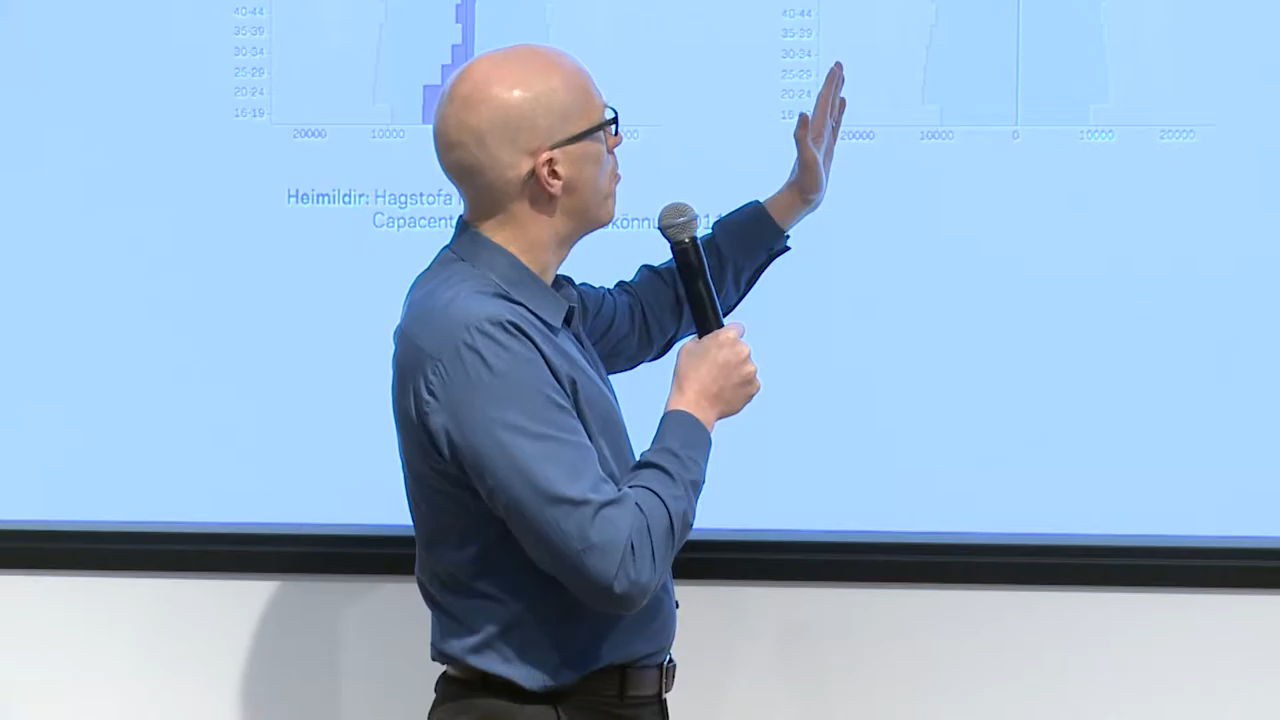 40-44 40-44
35-39 35-39
30-34 30-34
25-29 25-29
20-24 20-24
16-19
20000 10000 20000 10000 0 10000 20000
Heimildir: Hagstofa
Capacent